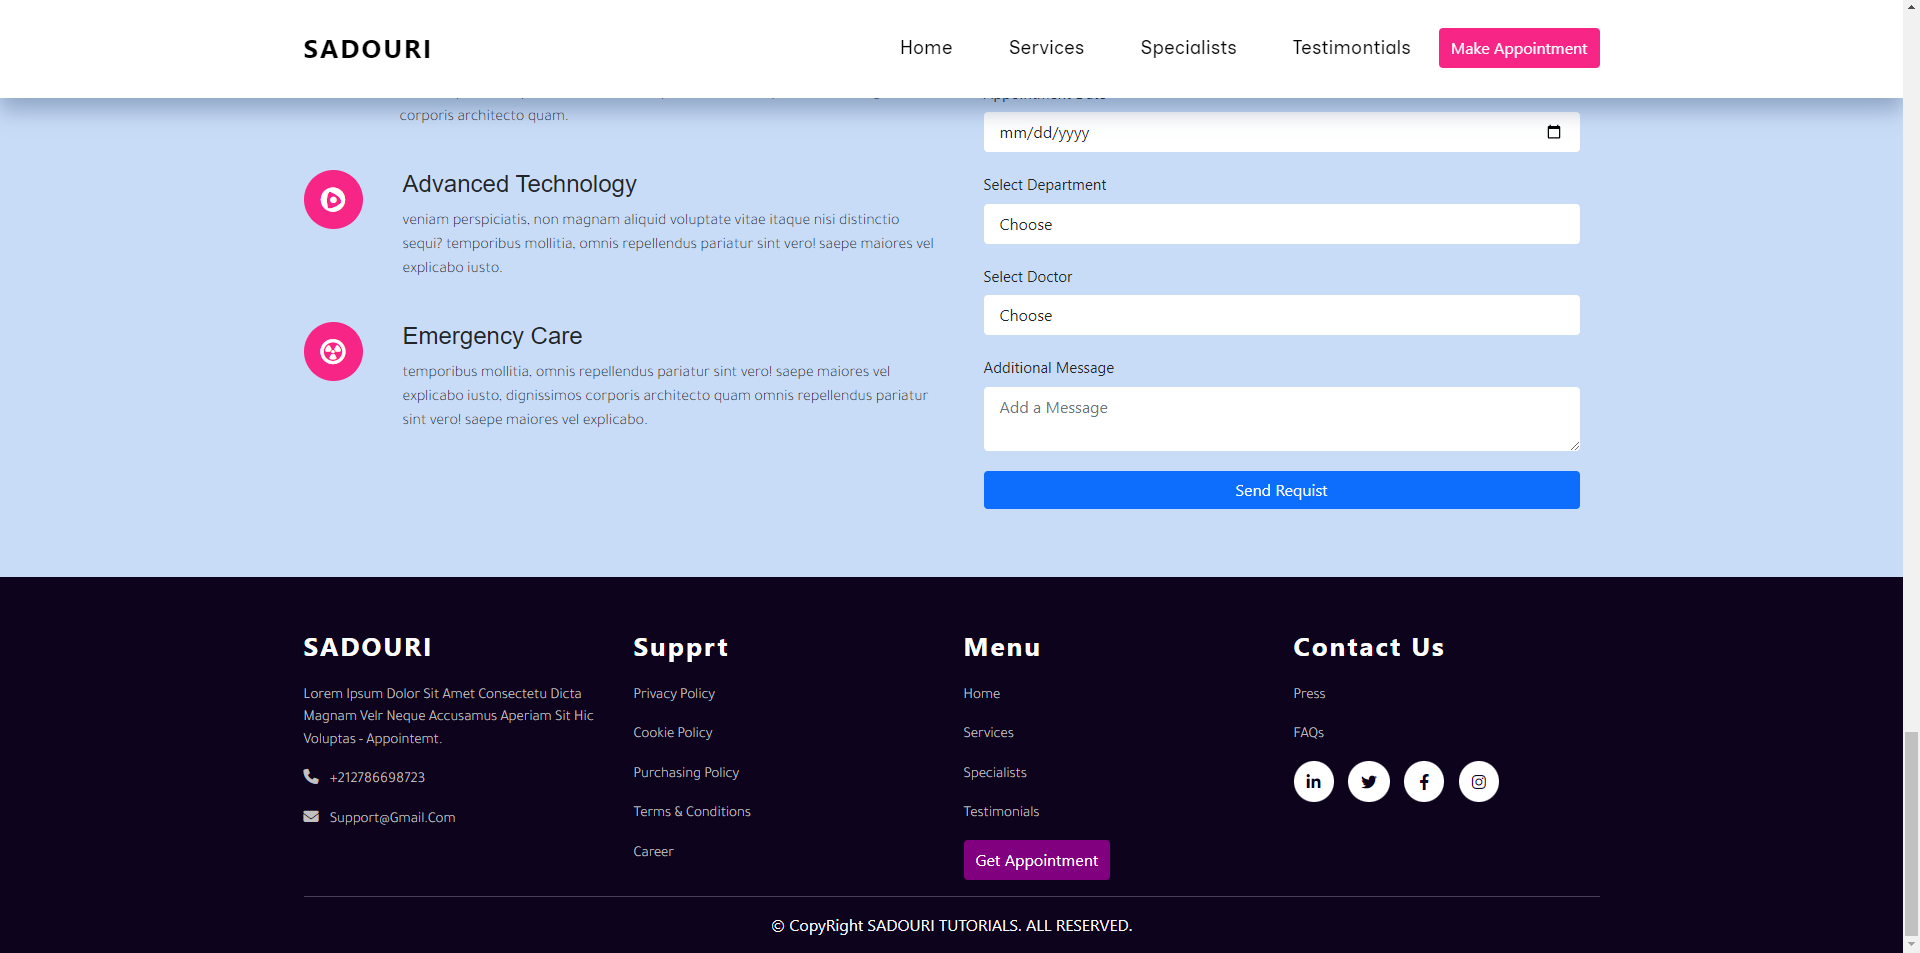 SADOURI
Home
Services
Specialists
Testimontials
Make Appointment
corporis architecto quam.
Advanced Technology
veniam perspiciatis, non magnam aliquid voluptate vitae itaque nisi distinctio
sequi? temporibus mollitia, omnis repellendus pariatur sint vero! saepe maiores vel
explicabo iusto.
Emergency Care
temporibus mollitia, omnis repellendus pariatur sint vero! saepe maiores vel
explicabo iusto, dignissimos corporis architecto quam omnis repellendus pariatur
sint vero! saepe maiores vel explicabo.
mm/dd/yyyy
Select Department
Choose
Select Doctor
Choose
Additional Message
Add a Message
Send Requist
SADOURI
Lorem Ipsum Dolor Sit Amet Consectetu Dicta
Magnam Velr Neque Accusamus Aperiam Sit Hic
Voluptas - Appointemt.
+212786698723
Support@Gmail.Com
Supprt
Privacy Policy
Cookie Policy
Purchasing Policy
Terms & Conditions
Career
Menu
Home
Services
Specialists
Testimonials
Get Appointment
Contact Us
Press
FAQs
© CopyRight SADOURI TUTORIALS. ALL RESERVED.